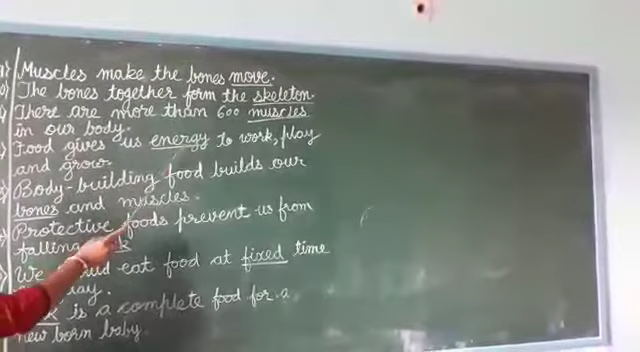 Muscles make the bones move.
The bones together form the skeleton.
There are more than 600 muscles
in our body.
Food gives us energy to work, play
and grow.
Body-building food builds our
bones and muscles.
Protective foods prevent us from
falling
We eat food at fixed time
is a complete food for a
new born baby.